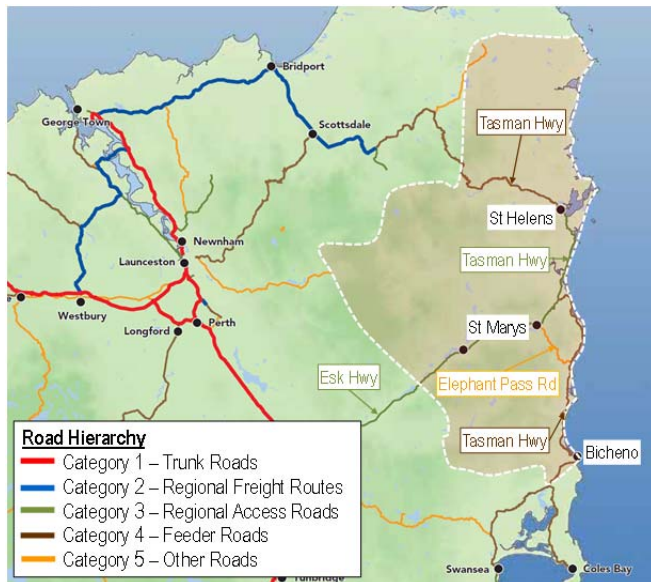 Bridport
George Town
Scottsdale
Tasman Hwy
St Helens
Newnham
Launceston
Tasman Hwy
Westbury
Longford
Perth
St Marys
Esk Hwy
Elephant Pass Rd
Tasman Hwy
Bicheno
Road Hierarchy
Category 1 – Trunk Roads
Category 2 – Regional Freight Routes
Category 3 – Regional Access Roads
Category 4 – Feeder Roads
Category 5 – Other Roads
Swansea
Coles Bay